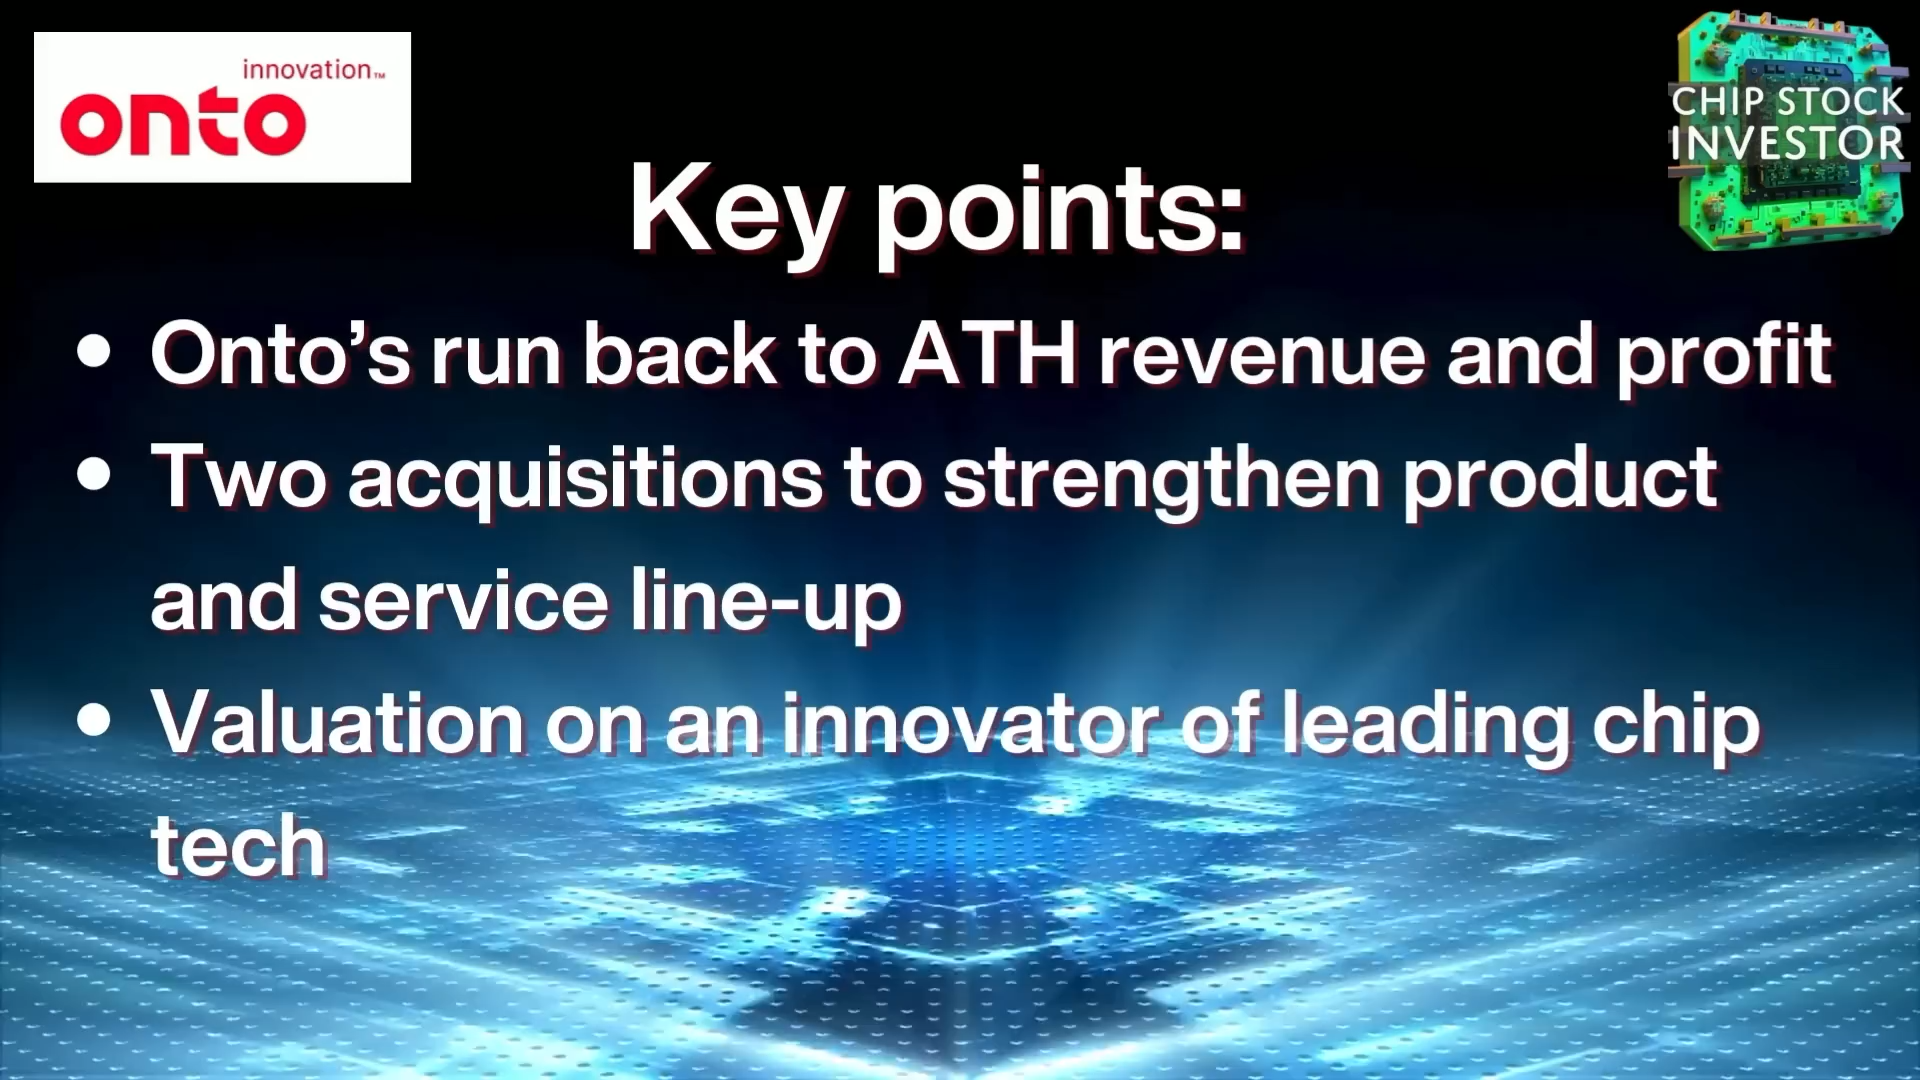 innovation™
onto
CHIP STOCK
INVESTOR
Key points:
• Onto’s run back to ATH revenue and profit
• Two acquisitions to strengthen product
and service line-up
• Valuation on an innovator of leading chip
tech